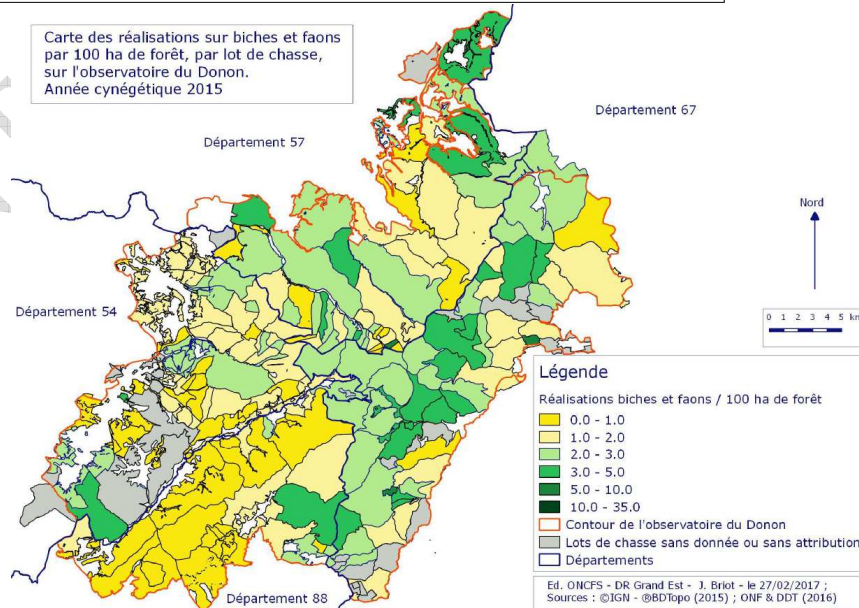 Carte des réalisations sur biches et faons
par 100 ha de forêt, par lot de chasse,
sur l'observatoire du Donon.
Année cynégétique 2015
Département 67
Département 57
Nord
Département 54
0 1 2 3 4 5 km
Légende
Réalisations biches et faons / 100 ha de forêt
0.0 - 1.0
1.0 - 2.0
2.0 - 3.0
3.0 - 5.0
5.0 - 10.0
10.0 - 35.0
Contour de l'observatoire du Donon
Lots de chasse sans donnée ou sans attribution
Départements
Département 88
Ed. ONCFS - DR Grand Est - J. Briot - le 27/02/2017 ;
Sources : ©IGN - @BDTopo (2015) ; ONF & DDT (2016)